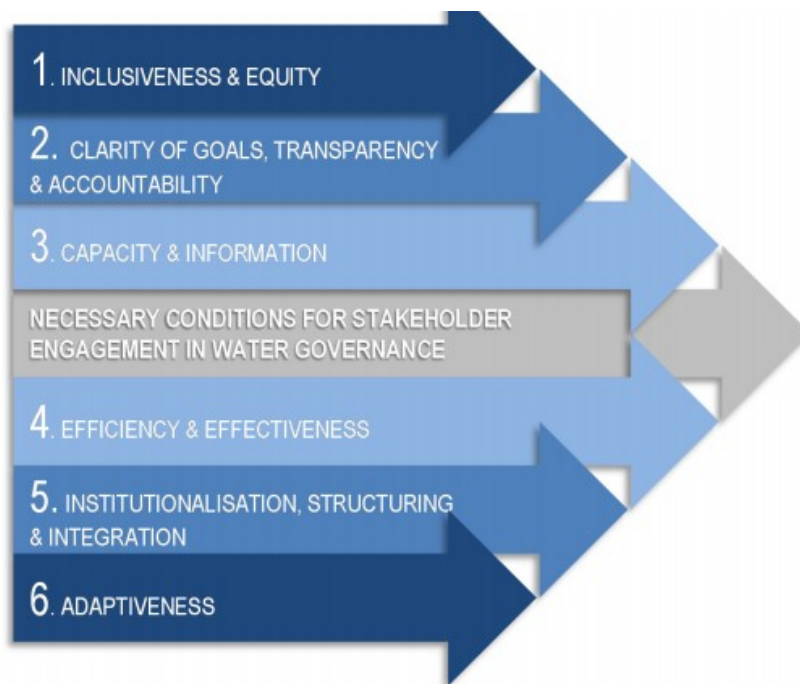 1. INCLUSIVENESS & EQUITY
2. CLARITY OF GOALS, TRANSPARENCY
& ACCOUNTABILITY
3. CAPACITY & INFORMATION
NECESSARY CONDITIONS FOR STAKEHOLDER
ENGAGEMENT IN WATER GOVERNANCE
4. EFFICIENCY & EFFECTIVENESS
5. INSTITUTIONALISATION, STRUCTURING
& INTEGRATION
6. ADAPTIVENESS